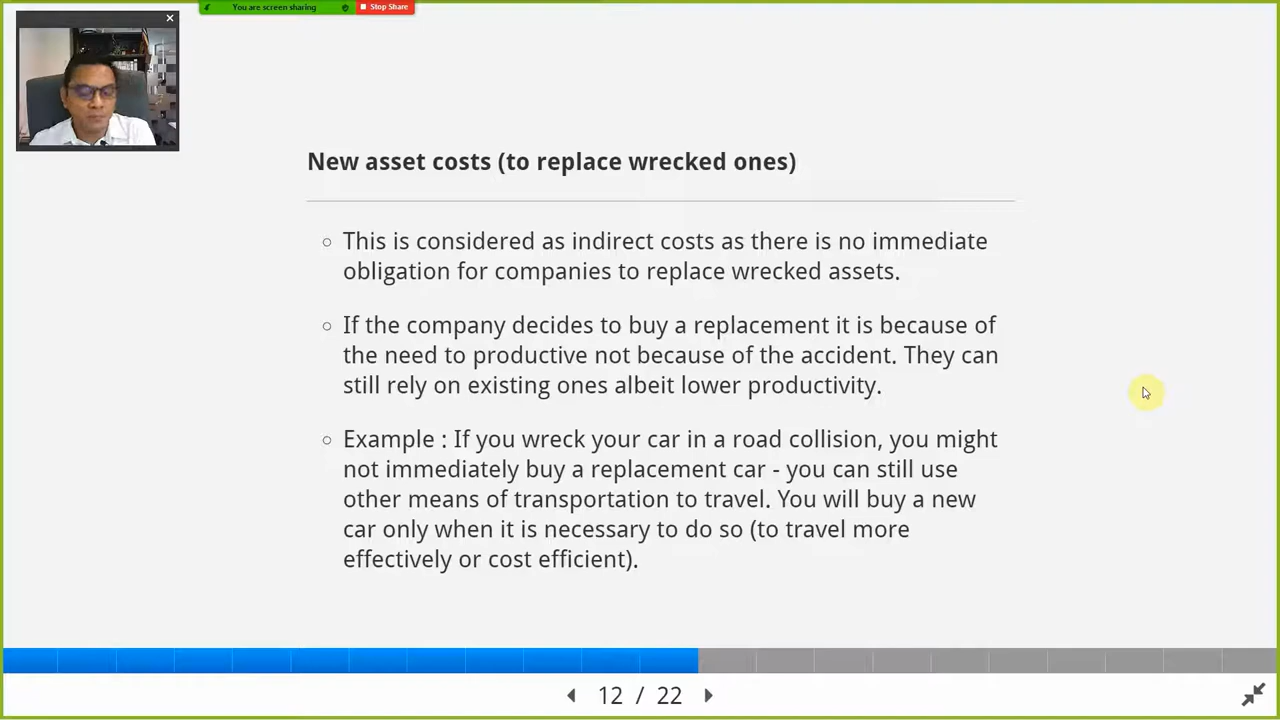 You are screen sharing
Stop Share
New asset costs (to replace wrecked ones)
This is considered as indirect costs as there is no immediate
obligation for companies to replace wrecked assets.
If the company decides to buy a replacement it is because of
the need to productive not because of the accident. They can
still rely on existing ones albeit lower productivity.
Example : If you wreck your car in a road collision, you might
not immediately buy a replacement car - you can still use
other means of transportation to travel. You will buy a new
car only when it is necessary to do so (to travel more
effectively or cost efficient).
12 / 22